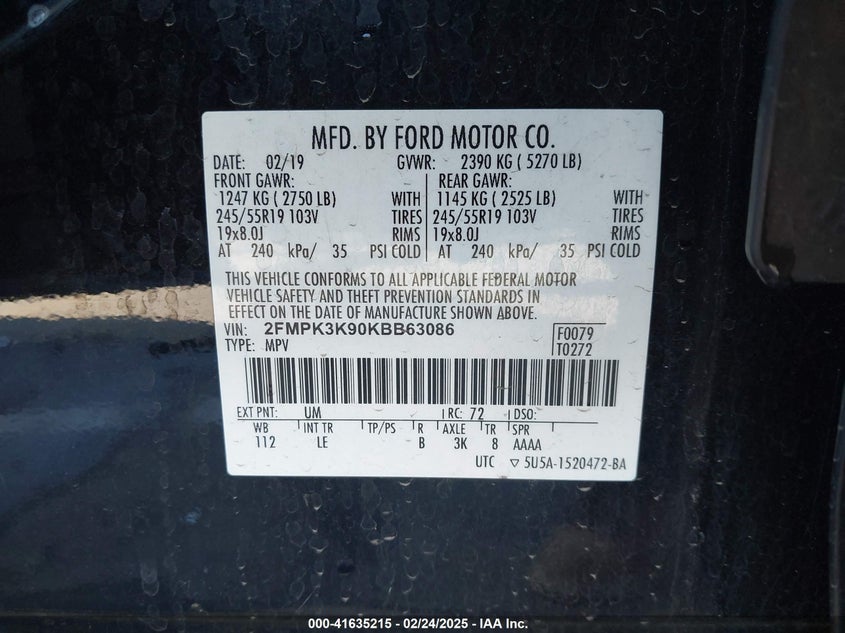 MFD. BY FORD MOTOR CO.
DATE: 02/19 GVWR: 2390 KG ( 5270 LB)
FRONT GAWR: REAR GAWR:
1247 KG ( 2750 LB) WITH 1145 KG ( 2525 LB) WITH
245/55R19 103V TIRES 245/55R19 103V TIRES
19x8.0J RIMS 19x8.0J RIMS
AT 240 kPa/ 35 PSI COLD AT 240 kPa/ 35 PSI COLD
THIS VEHICLE CONFORMS TO ALL APPLICABLE FEDERAL MOTOR
VEHICLE SAFETY AND THEFT PREVENTION STANDARDS IN
EFFECT ON THE DATE OF MANUFACTURE SHOWN ABOVE.
VIN: 2FMPK3K90KBB63086 F0079
TYPE: MPV T0272
EXT PNT: UM RC: 72 DSO:
WB INT TR TP/PS R AXLE TR SPR
112 LE B 3K 8 AAAA
UTC ▽ 5U5A-1520472-BA
000-41635215 - 02/24/2025 - IAA Inc.